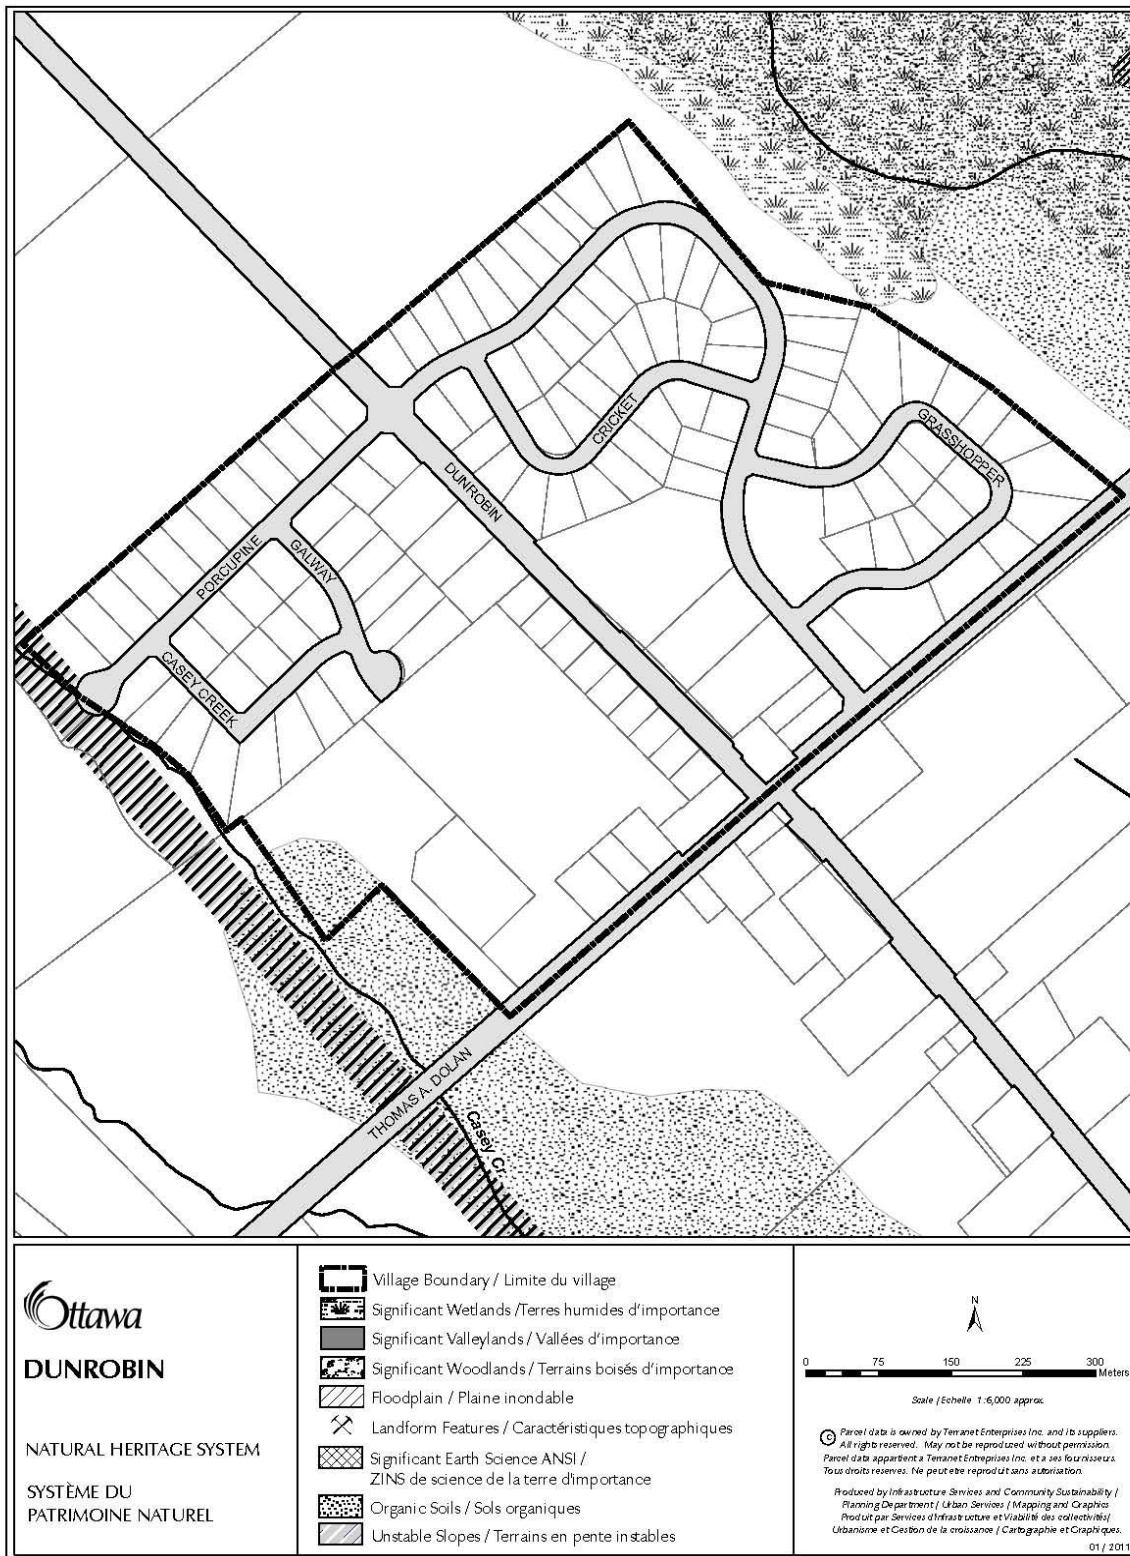 CRICKET
GRASSHOPPER
DUNROBIN
PORCUPINE
GALWAY
CASEY CREEK
THOMAS A. DOLAN
Casey Cr.
Ottawa
DUNROBIN
NATURAL HERITAGE SYSTEM
SYSTÈME DU
PATRIMOINE NATUREL
Village Boundary / Limite du village
Significant Wetlands /Terres humides d'importance
Significant Valleylands / Vallées d'importance
Significant Woodlands / Terrains boisés d'importance
Floodplain / Plaine inondable
Landform Features / Caractéristiques topographiques
Significant Earth Science ANSI /
ZINS de science de la terre d'importance
Organic Soils / Sols organiques
Unstable Slopes / Terrains en pente instables
N
0 75 150 225 300
Meters
Scale / Echelle 1:6,000 approx.
© Parcel data is owned by Teranet Enterprises Inc. and its suppliers.
All rights reserved. May not be reproduced without permission.
Parcel data appartient a Teranet Entreprises Inc. et a ses fournisseurs.
Tous droits reserves. Ne peut etre reproduit sans autorisation.
Produced by Infrastructure Services and Community Sustainability /
Planning Department / Urban Services / Mapping and Graphics
Produit par Services d'infrastructure et Viabilité des collectivités/
Urbanisme et Gestion de la croissance / Cartographie et Graphiques.
01 / 2011